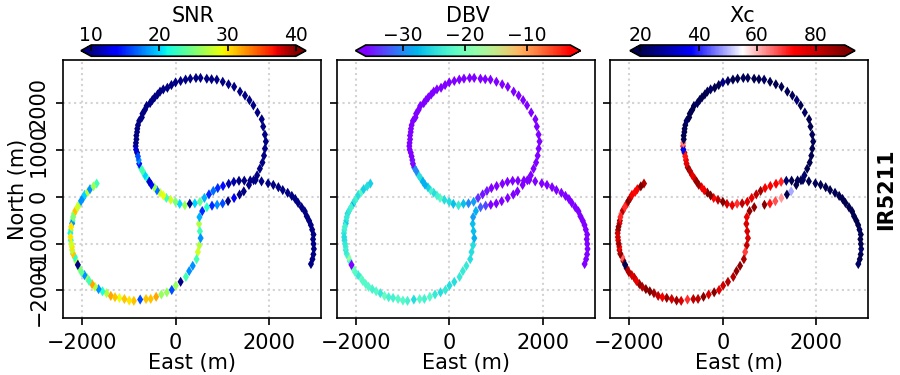 SNR DBV Xc
10 20 30 40 −30 −20 −10 20 40 60 80
North (m)
2000
1000
0
−1000
−2000
IR5211
−2000 0 2000 −2000 0 2000 −2000 0 2000
East (m) East (m) East (m)